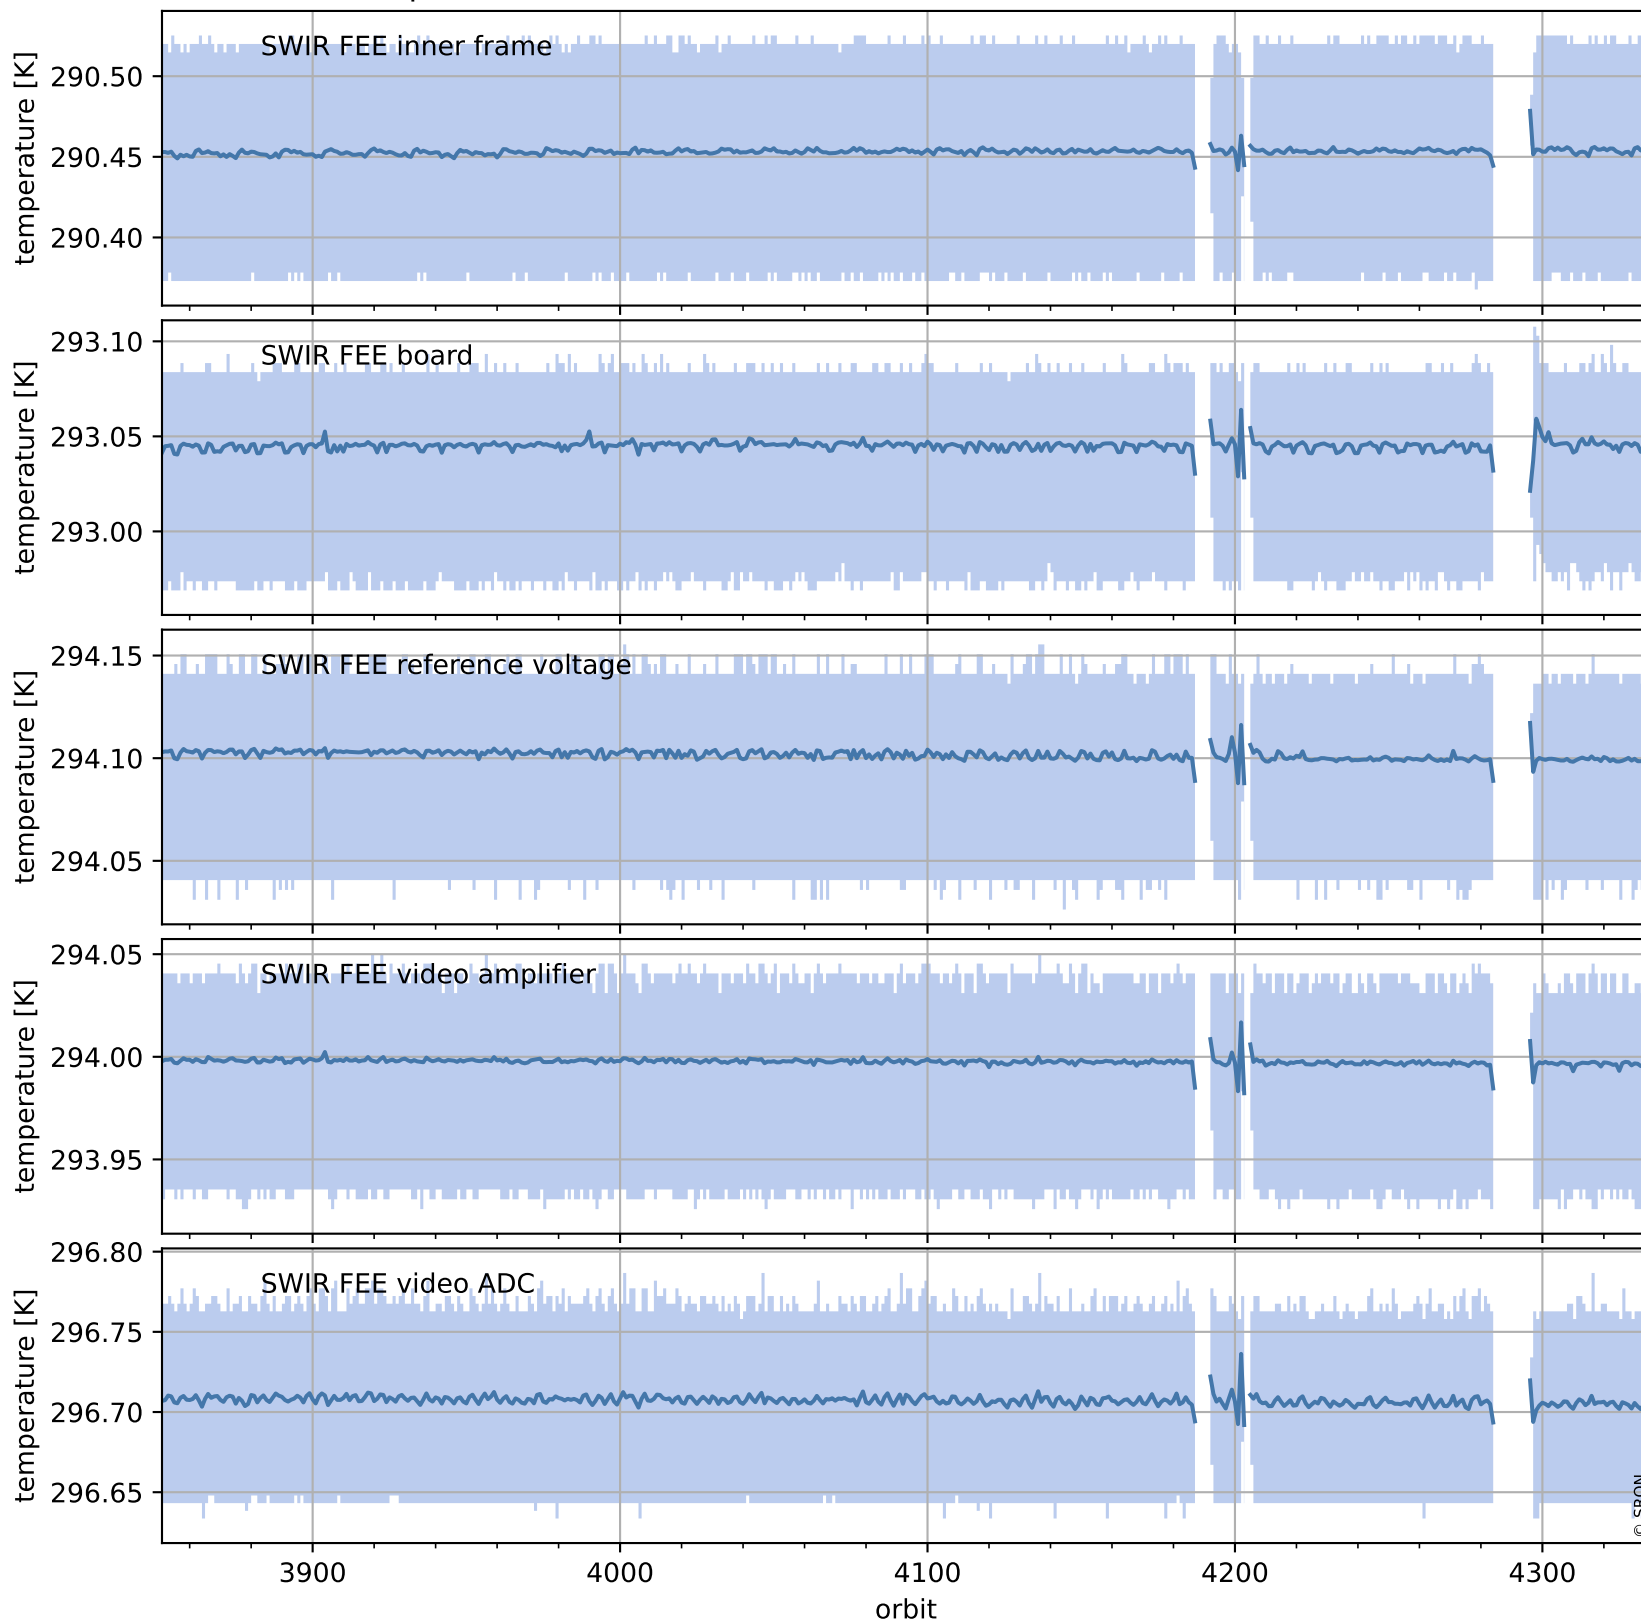 SWIR FEE inner frame
temperature [K]
290.50
290.45
290.40
SWIR FEE board
temperature [K]
293.10
293.05
293.00
SWIR FEE reference voltage
temperature [K]
294.15
294.10
294.05
SWIR FEE video amplifier
temperature [K]
294.05
294.00
293.95
SWIR FEE video ADC
temperature [K]
296.80
296.75
296.70
296.65
© SRON
3900
4000
4100
4200
4300
orbit